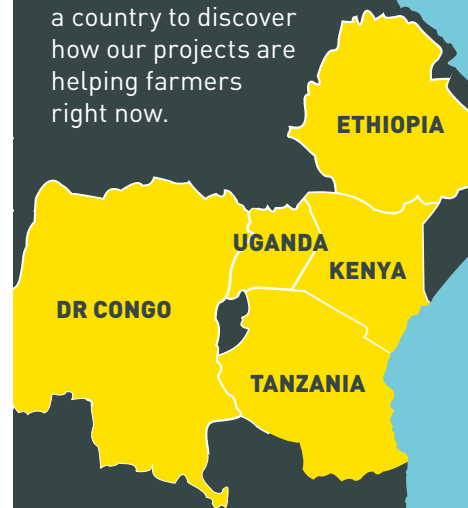 a country to discover
how our projects are
helping farmers
right now.
ETHIOPIA
UGANDA
KENYA
DR CONGO
TANZANIA